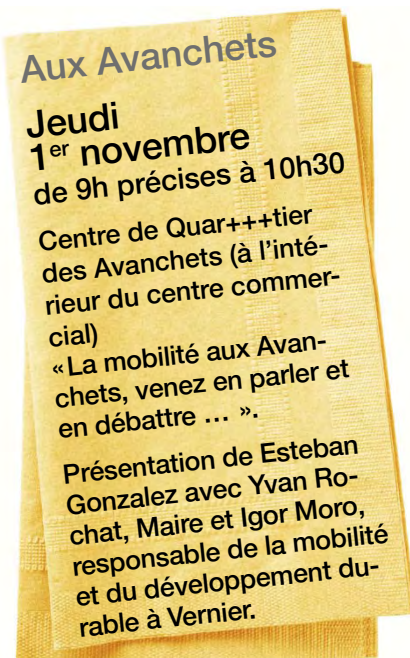 Aux Avanchets
Jeudi
1er novembre
de 9h précises à 10h30
Centre de Quar+++tier
des Avanchets (à l'inté-
rieur du centre commer-
cial)
« La mobilité aux Avan-
chets, venez en parler et
en débattre … ».
Présentation de Esteban
Gonzalez avec Yvan Ro-
chat, Maire et Igor Moro,
responsable de la mobilité
et du développement du-
rable à Vernier.